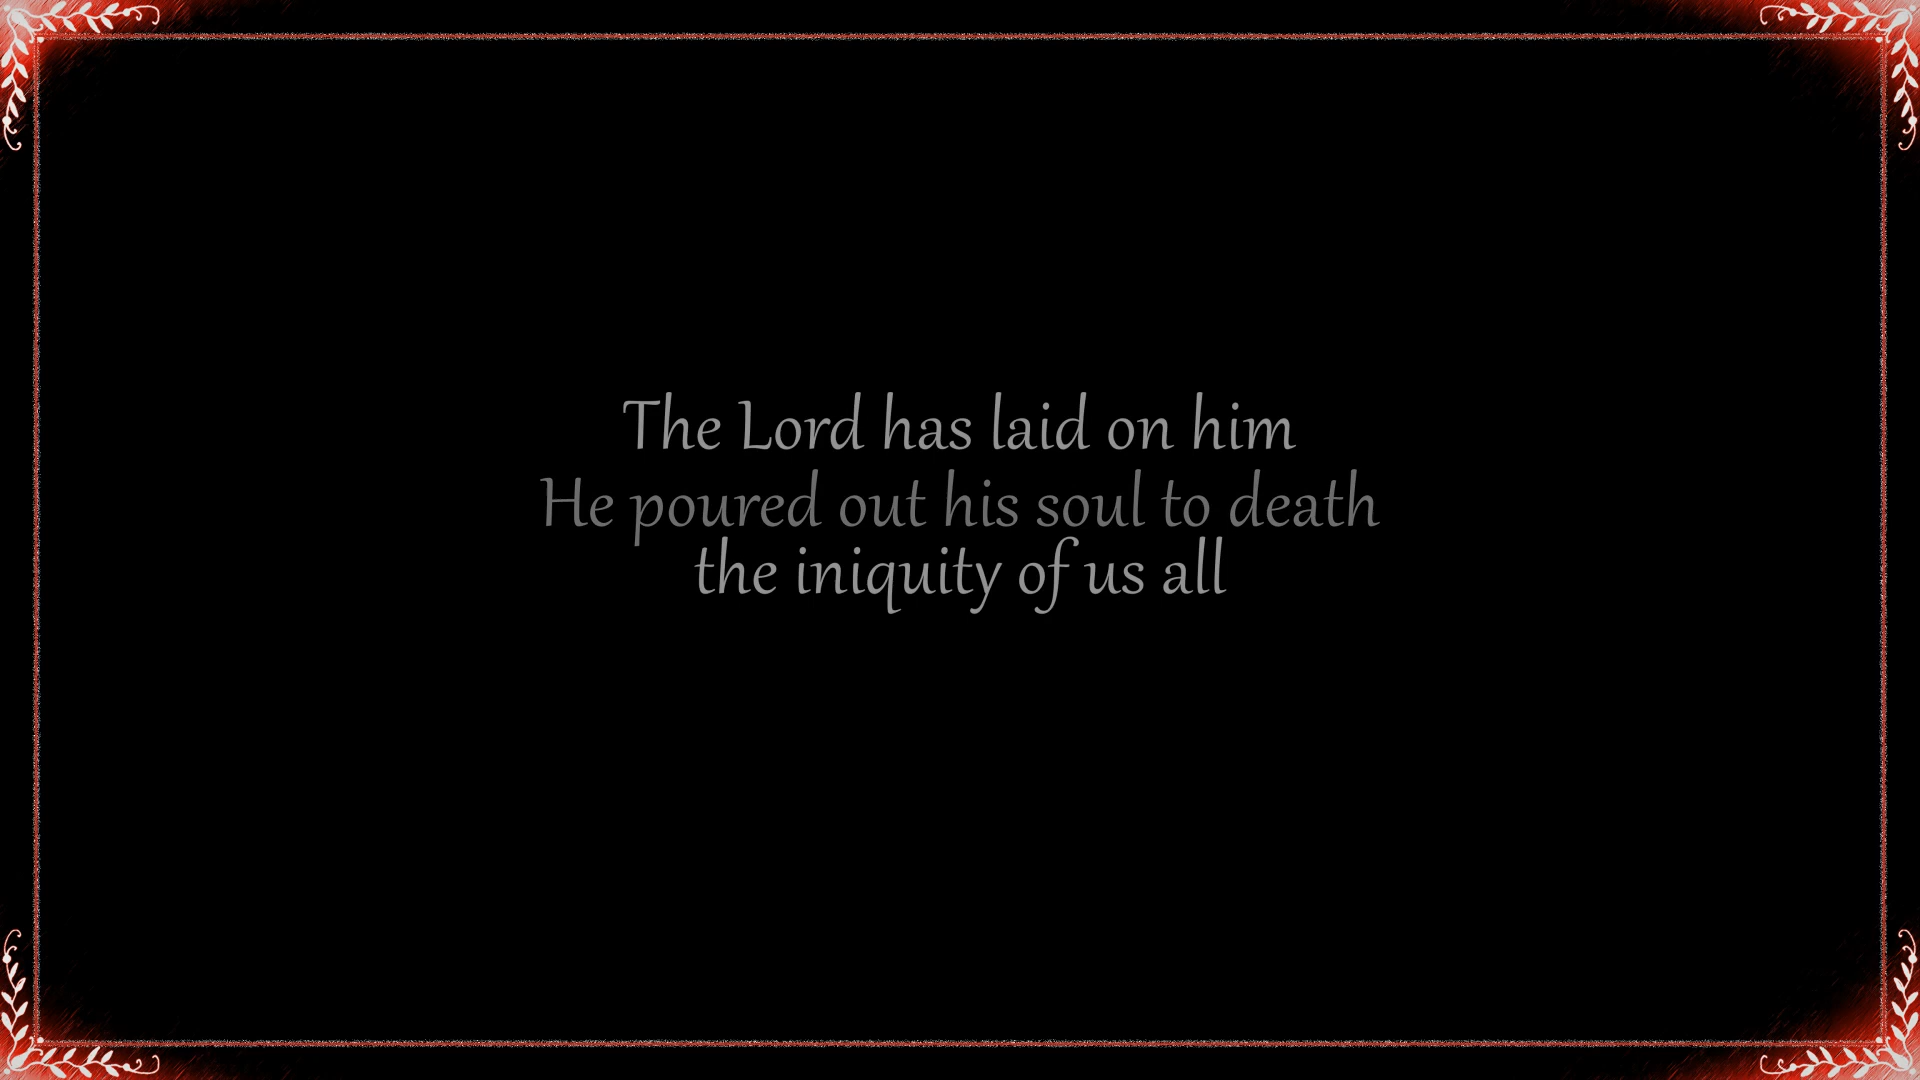 The Lord has laid on him
He poured out his soul to death
the iniquity of us all